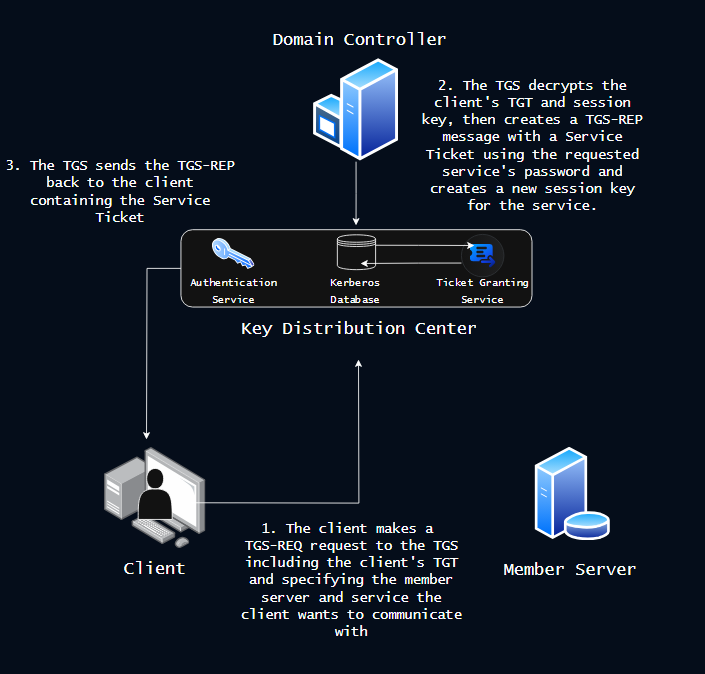 Domain Controller
2. The TGS decrypts the
client's TGT and session
key, then creates a TGS-REP
message with a Service
Ticket using the requested
service's password and
creates a new session key
for the service.
3. The TGS sends the TGS-REP
back to the client
containing the Service
Ticket
Authentication
Service
Kerberos
Database
Ticket Granting
Service
Key Distribution Center
1. The client makes a
TGS-REQ request to the TGS
including the client's TGT
and specifying the member
server and service the
client wants to communicate
with
Client
Member Server